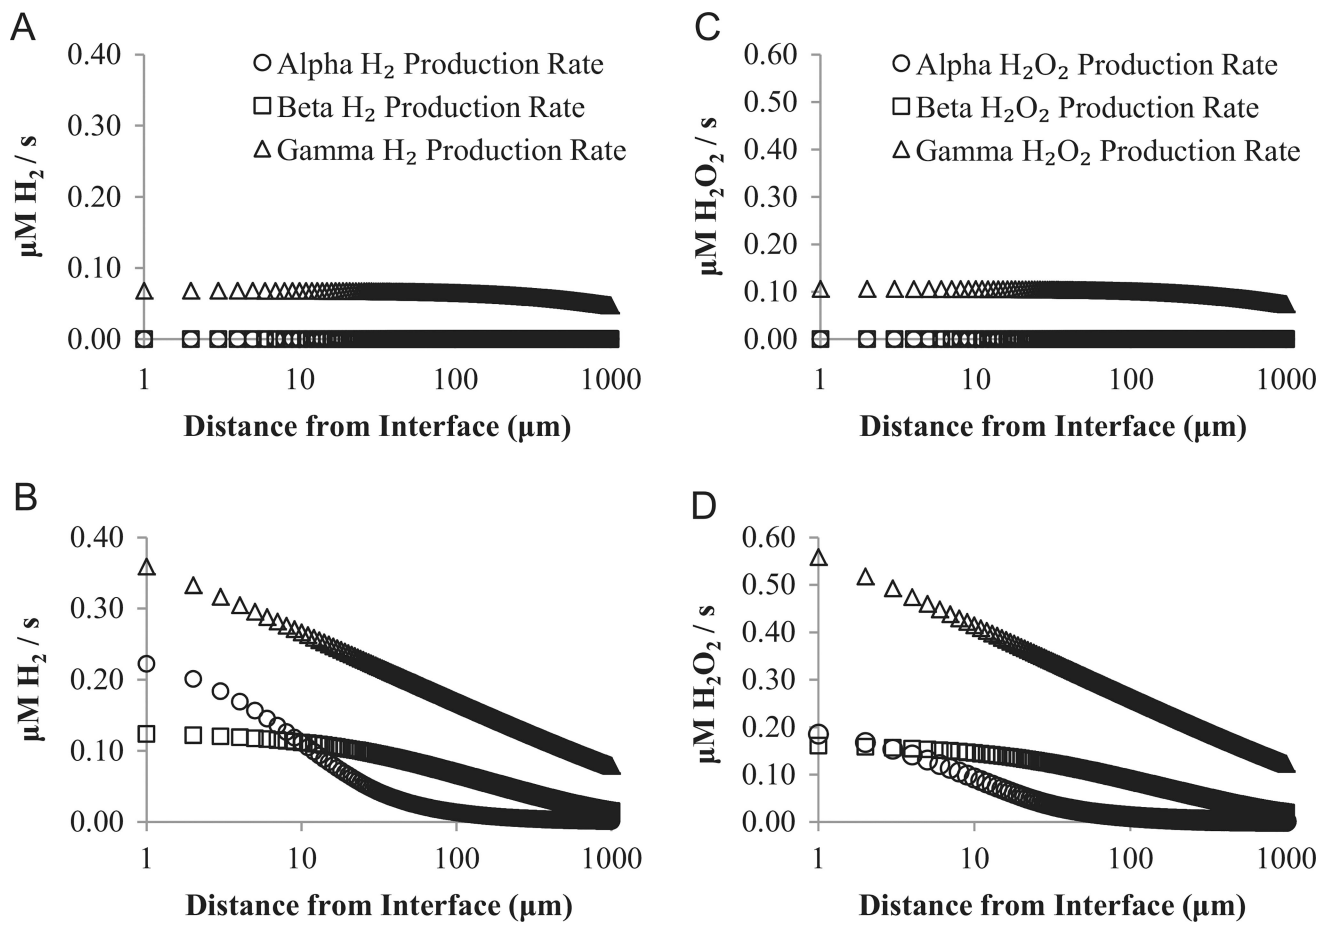 A
µM H₂ / s
0.40
0.30
0.20
0.10
0.00
Alpha H₂ Production Rate
Beta H₂ Production Rate
Gamma H₂ Production Rate
1 10 100 1000
Distance from Interface (µm)
C
µM H₂O₂ / s
0.60
0.50
0.40
0.30
0.20
0.10
0.00
Alpha H₂O₂ Production Rate
Beta H₂O₂ Production Rate
Gamma H₂O₂ Production Rate
1 10 100 1000
Distance from Interface (µm)
B
µM H₂ / s
0.40
0.30
0.20
0.10
0.00
1 10 100 1000
Distance from Interface (µm)
D
µM H₂O₂ / s
0.60
0.50
0.40
0.30
0.20
0.10
0.00
1 10 100 1000
Distance from Interface (µm)